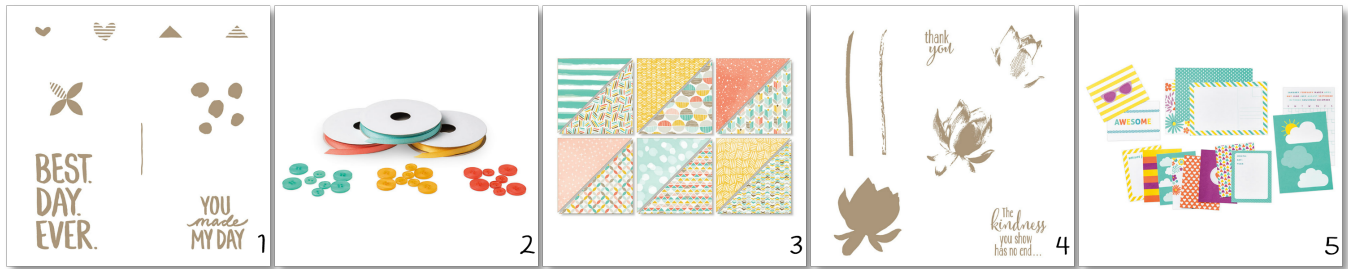 BEST.
DAY.
EVER.
YOU
made
MY DAY
1
2
3
thank
you
The
kindness
you show
has no end...
4
AWESOME
5